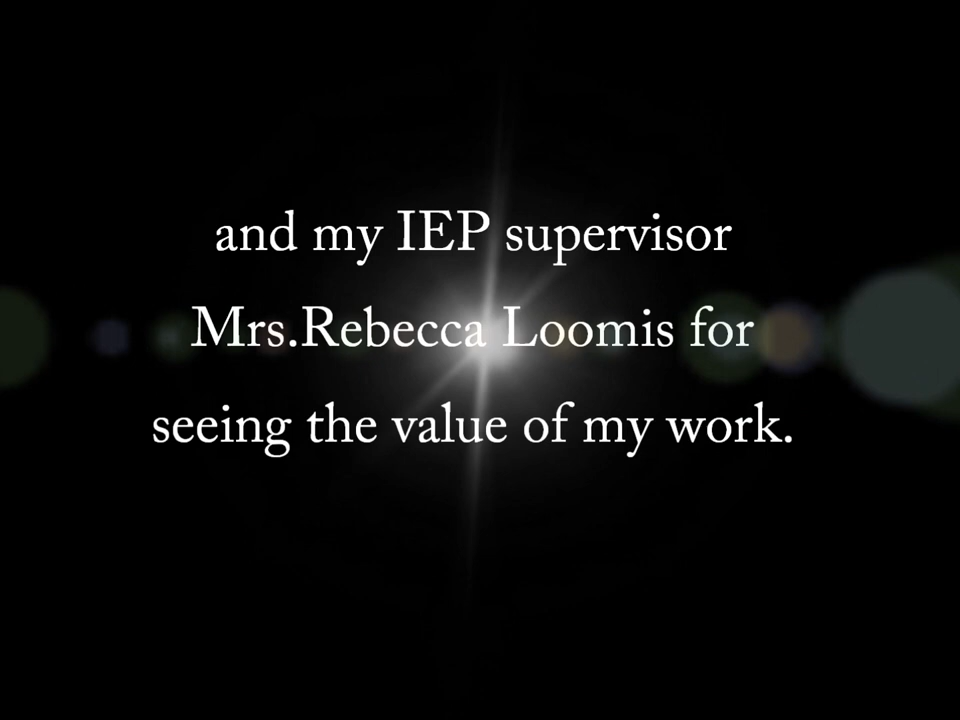 and my IEP supervisor
Mrs.Rebecca Loomis for
seeing the value of my work.